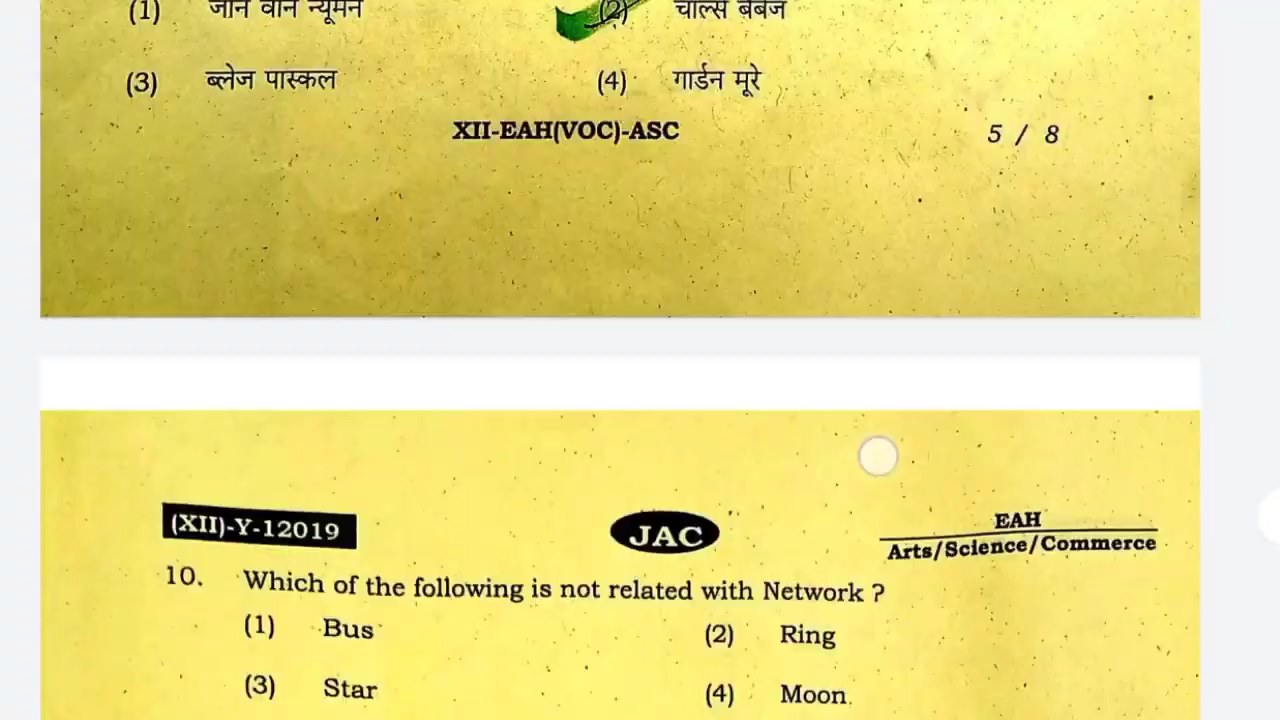 (1) जॉन वॉन न्यूमेन (2) चार्ल्स बैबेज
(3) ब्लेज पास्कल (4) गार्डन मूरे
XII-EAH(VOC)-ASC 5 / 8
(XII)-Y-12019 JAC EAH
Arts/Science/Commerce
10. Which of the following is not related with Network ?
(1) Bus (2) Ring
(3) Star (4) Moon